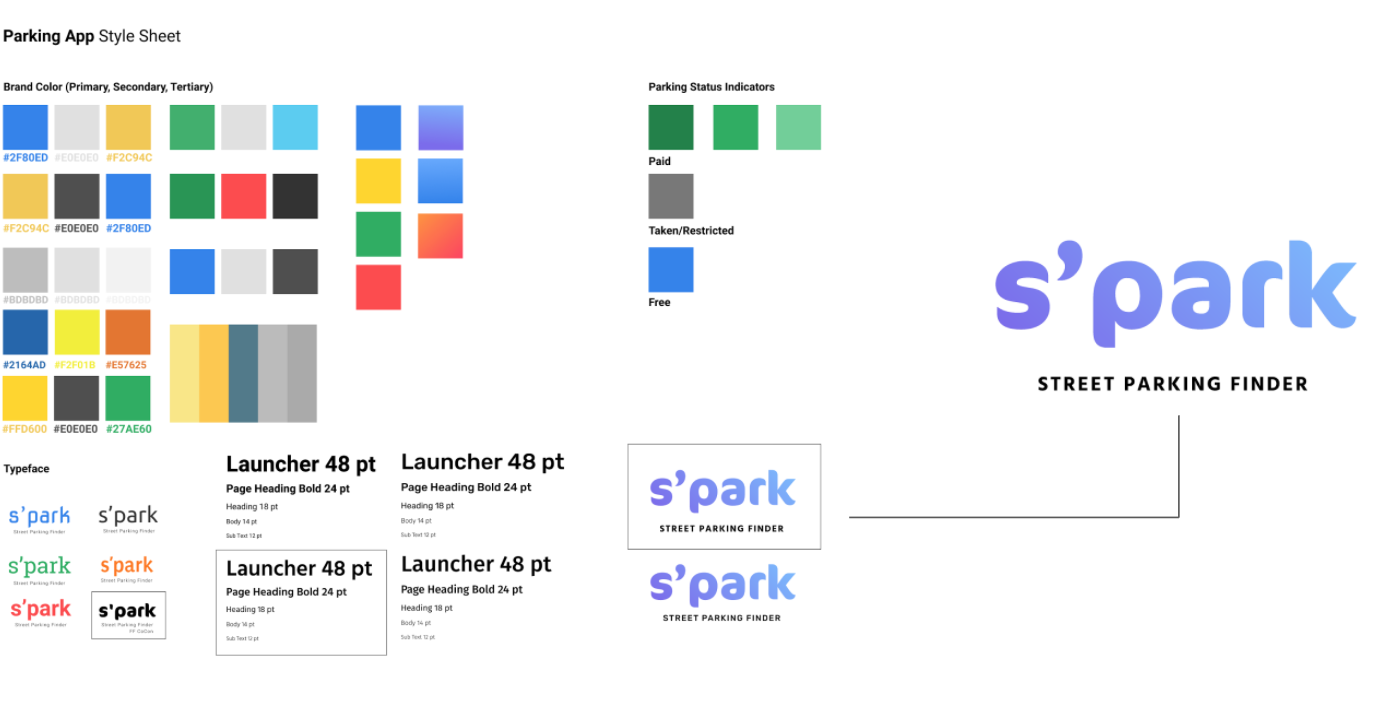 Parking App Style Sheet
Brand Color (Primary, Secondary, Tertiary)
#2F80ED #E0E0E0 #F2C94C
#F2C94C #E0E0E0 #2F80ED
#BDBDBD #BDBDBD #BDBDBD
#2164AD #F2F01B #E57625
#FFD600 #E0E0E0 #27AE60
Parking Status Indicators
Paid
Taken/Restricted
Free
s’park
STREET PARKING FINDER
Typeface
s’park
Street Parking Finder
s’park
Street Parking Finder
s’park
Street Parking Finder
s’park
Street Parking Finder
s’park
Street Parking Finder
s'park
Street Parking Finder
FF CoCon
Launcher 48 pt
Page Heading Bold 24 pt
Heading 18 pt
Body 14 pt
Sub Text 12 pt
Launcher 48 pt
Page Heading Bold 24 pt
Heading 18 pt
Body 14 pt
Sub Text 12 pt
Launcher 48 pt
Page Heading Bold 24 pt
Heading 18 pt
Body 14 pt
Sub Text 12 pt
Launcher 48 pt
Page Heading Bold 24 pt
Heading 18 pt
Body 14 pt
Sub Text 12 pt
s’park
STREET PARKING FINDER
s’park
STREET PARKING FINDER